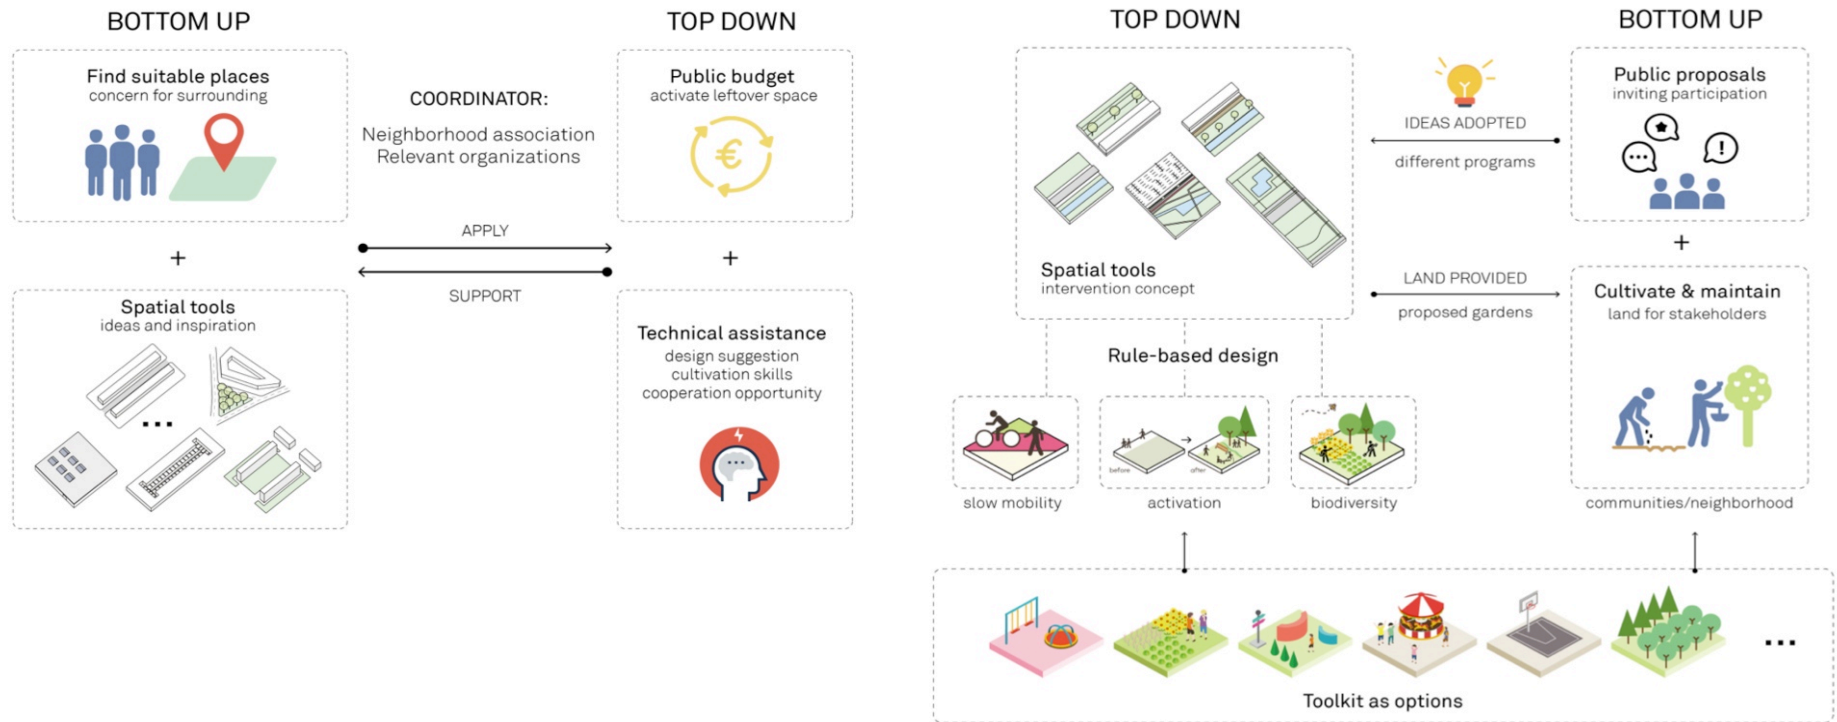 BOTTOM UP
Find suitable places
concern for surrounding
+
Spatial tools
ideas and inspiration
...
COORDINATOR:
Neighborhood association
Relevant organizations
APPLY
SUPPORT
TOP DOWN
Public budget
activate leftover space
€
+
Technical assistance
design suggestion
cultivation skills
cooperation opportunity
TOP DOWN
Spatial tools
intervention concept
Rule-based design
before
after
slow mobility
activation
biodiversity
IDEAS ADOPTED
different programs
LAND PROVIDED
proposed gardens
BOTTOM UP
Public proposals
inviting participation
!
+
Cultivate & maintain
land for stakeholders
communities/neighborhood
...
Toolkit as options